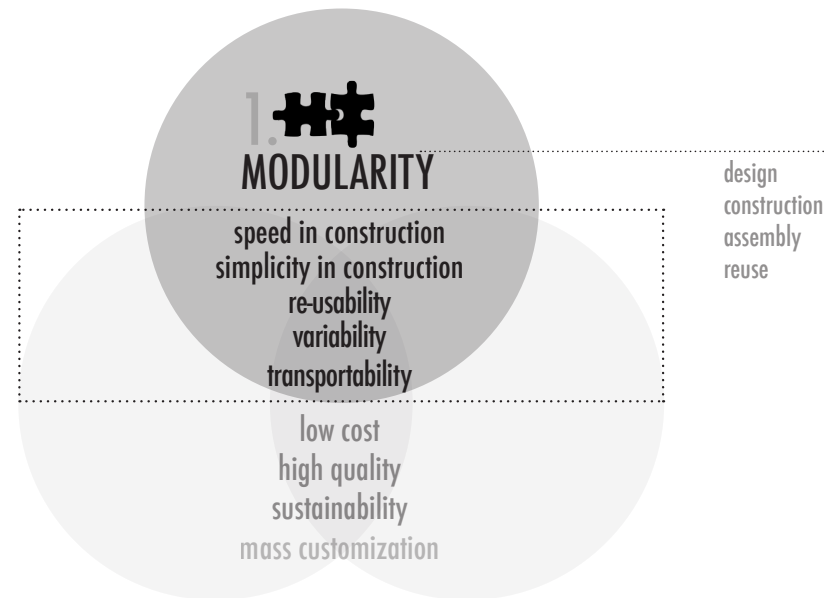 1.
MODULARITY
speed in construction
simplicity in construction
re-usability
variability
transportability
low cost
high quality
sustainability
mass customization
design
construction
assembly
reuse